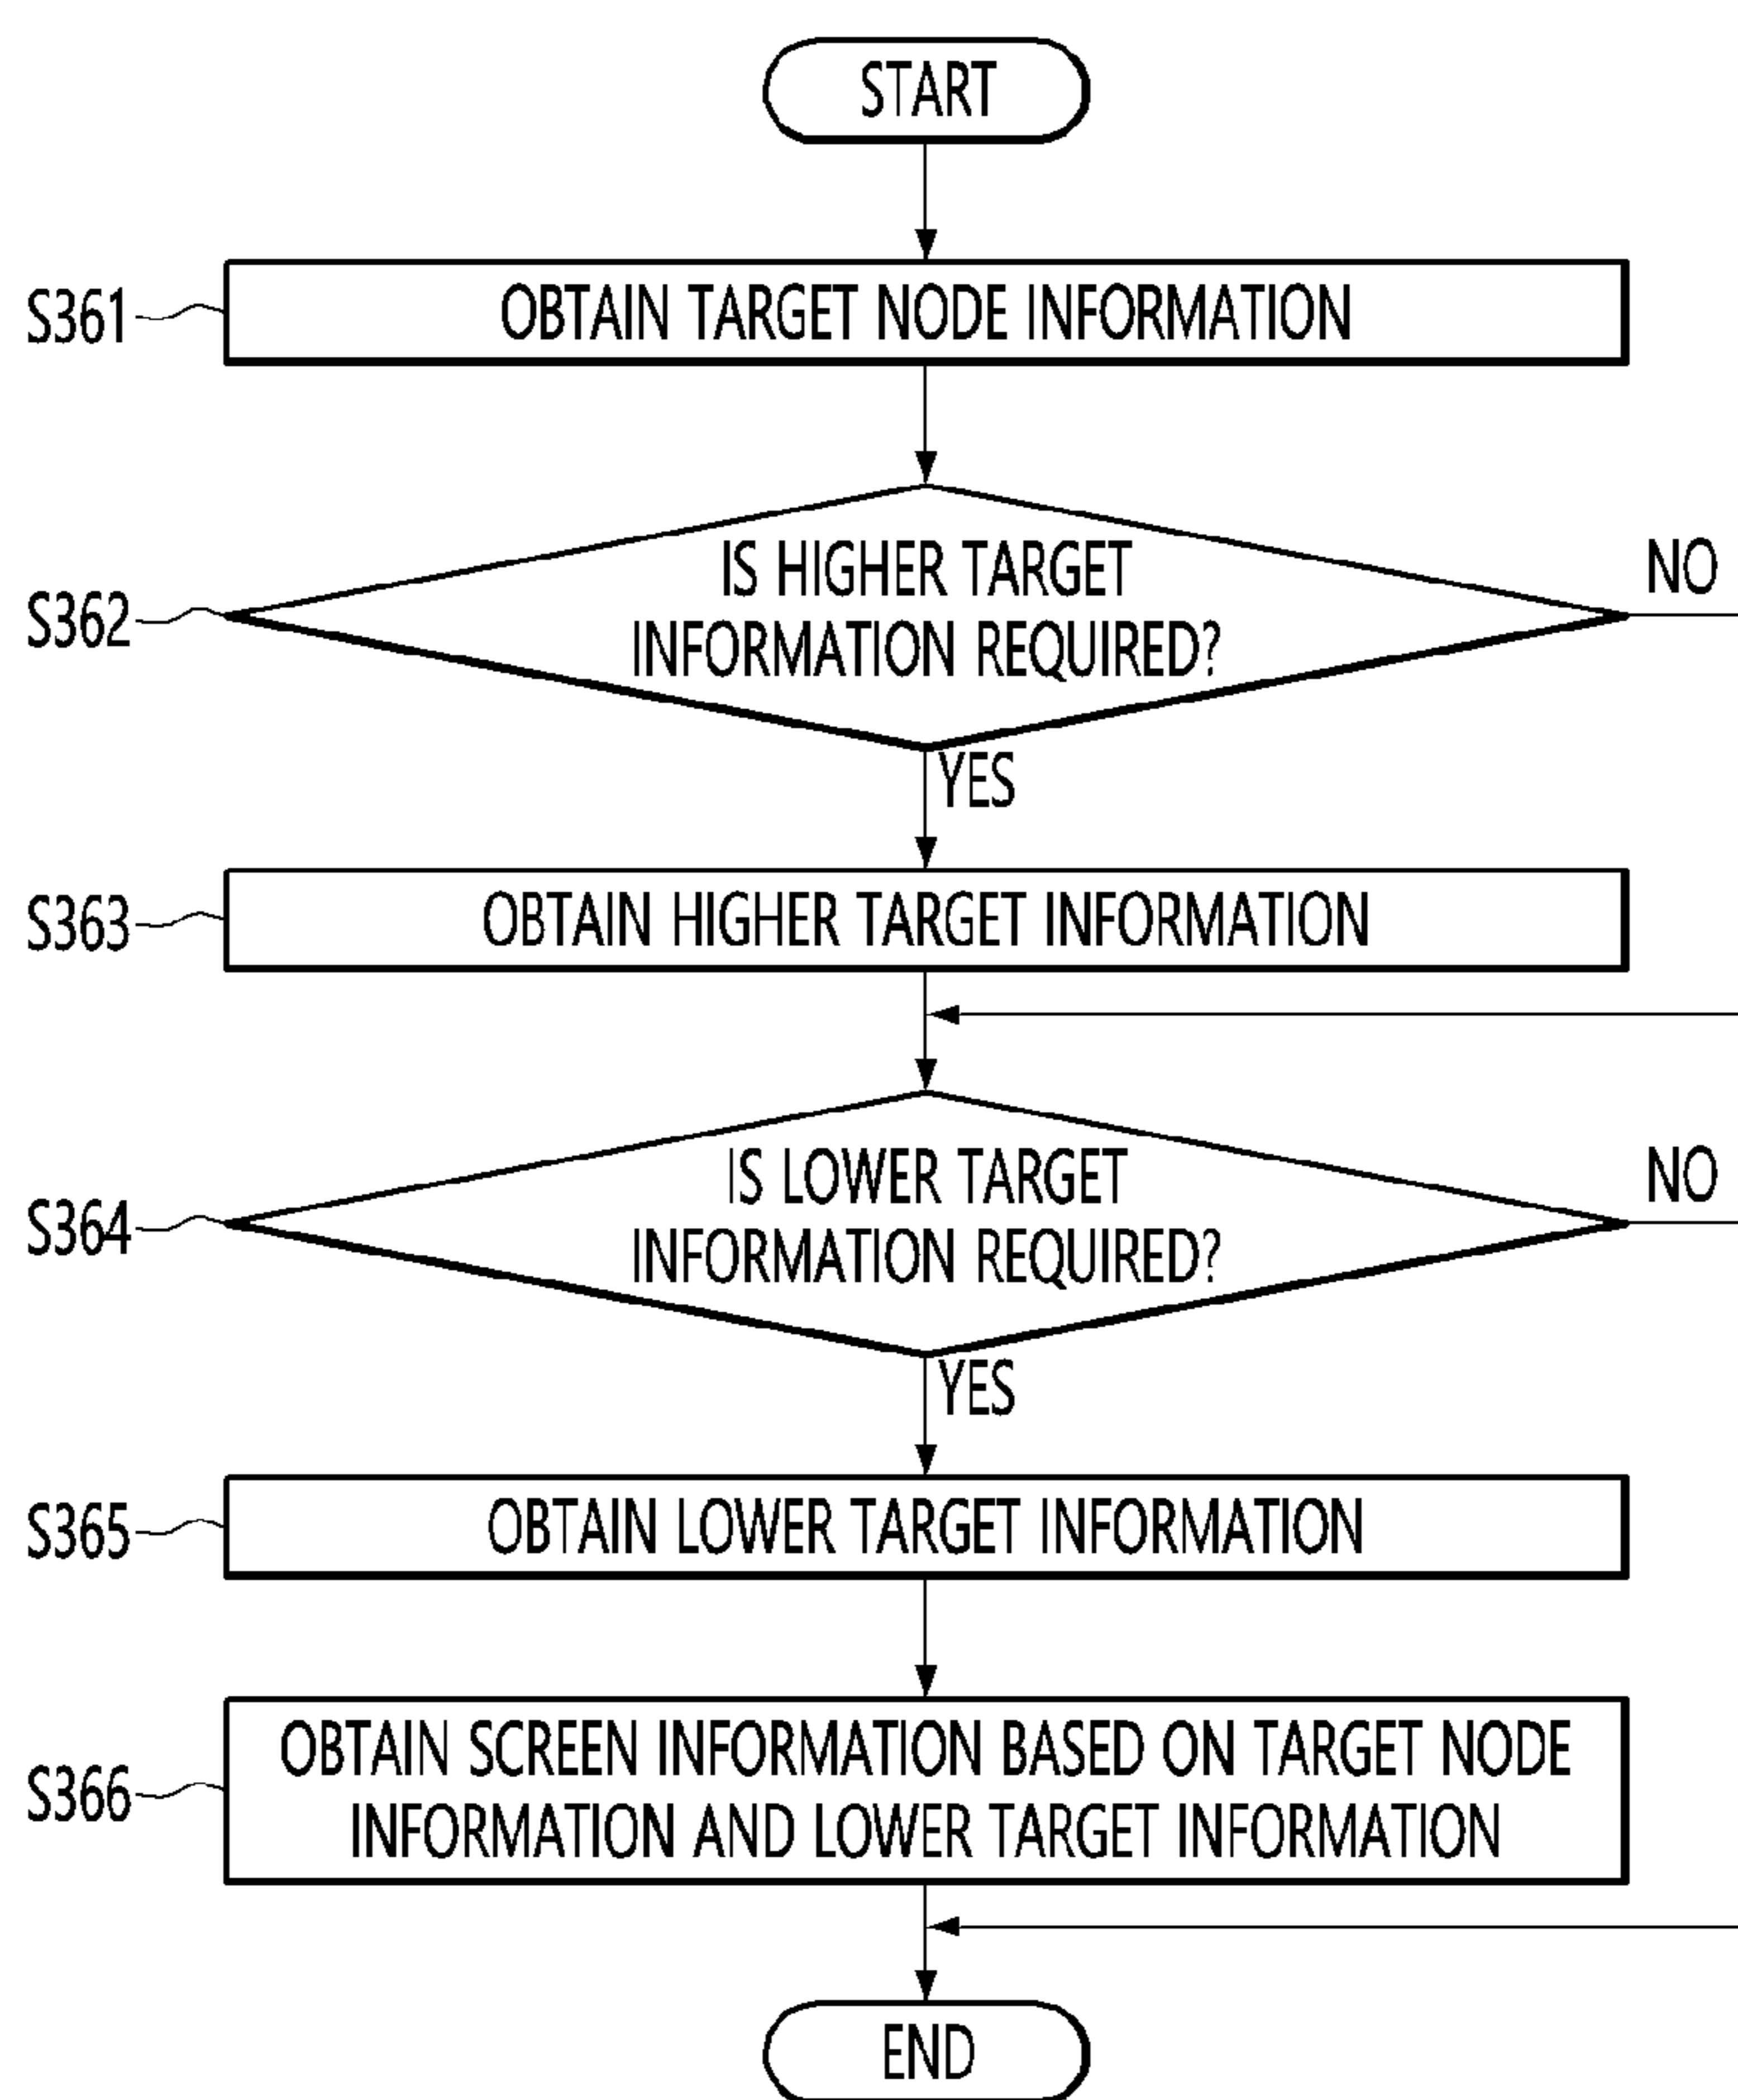 START
S361
OBTAIN TARGET NODE INFORMATION
S362
IS HIGHER TARGET
INFORMATION REQUIRED?
NO
YES
S363
OBTAIN HIGHER TARGET INFORMATION
S364
IS LOWER TARGET
INFORMATION REQUIRED?
NO
YES
S365
OBTAIN LOWER TARGET INFORMATION
S366
OBTAIN SCREEN INFORMATION BASED ON TARGET NODE
INFORMATION AND LOWER TARGET INFORMATION
END